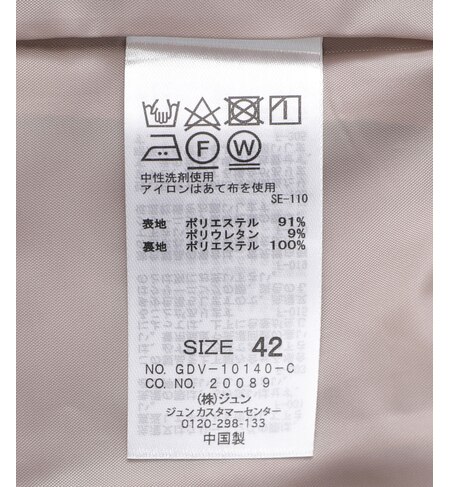 F W
中性洗剤使用
アイロンはあて布を使用
SE-110
表地 ポリエステル 91%
ポリウレタン 9%
裏地 ポリエステル 100%
SIZE 42
NO. GDV-10140-C
CO. NO. 20089
(株)ジュン
ジュン カスタマーセンター
0120-298-133
中国製